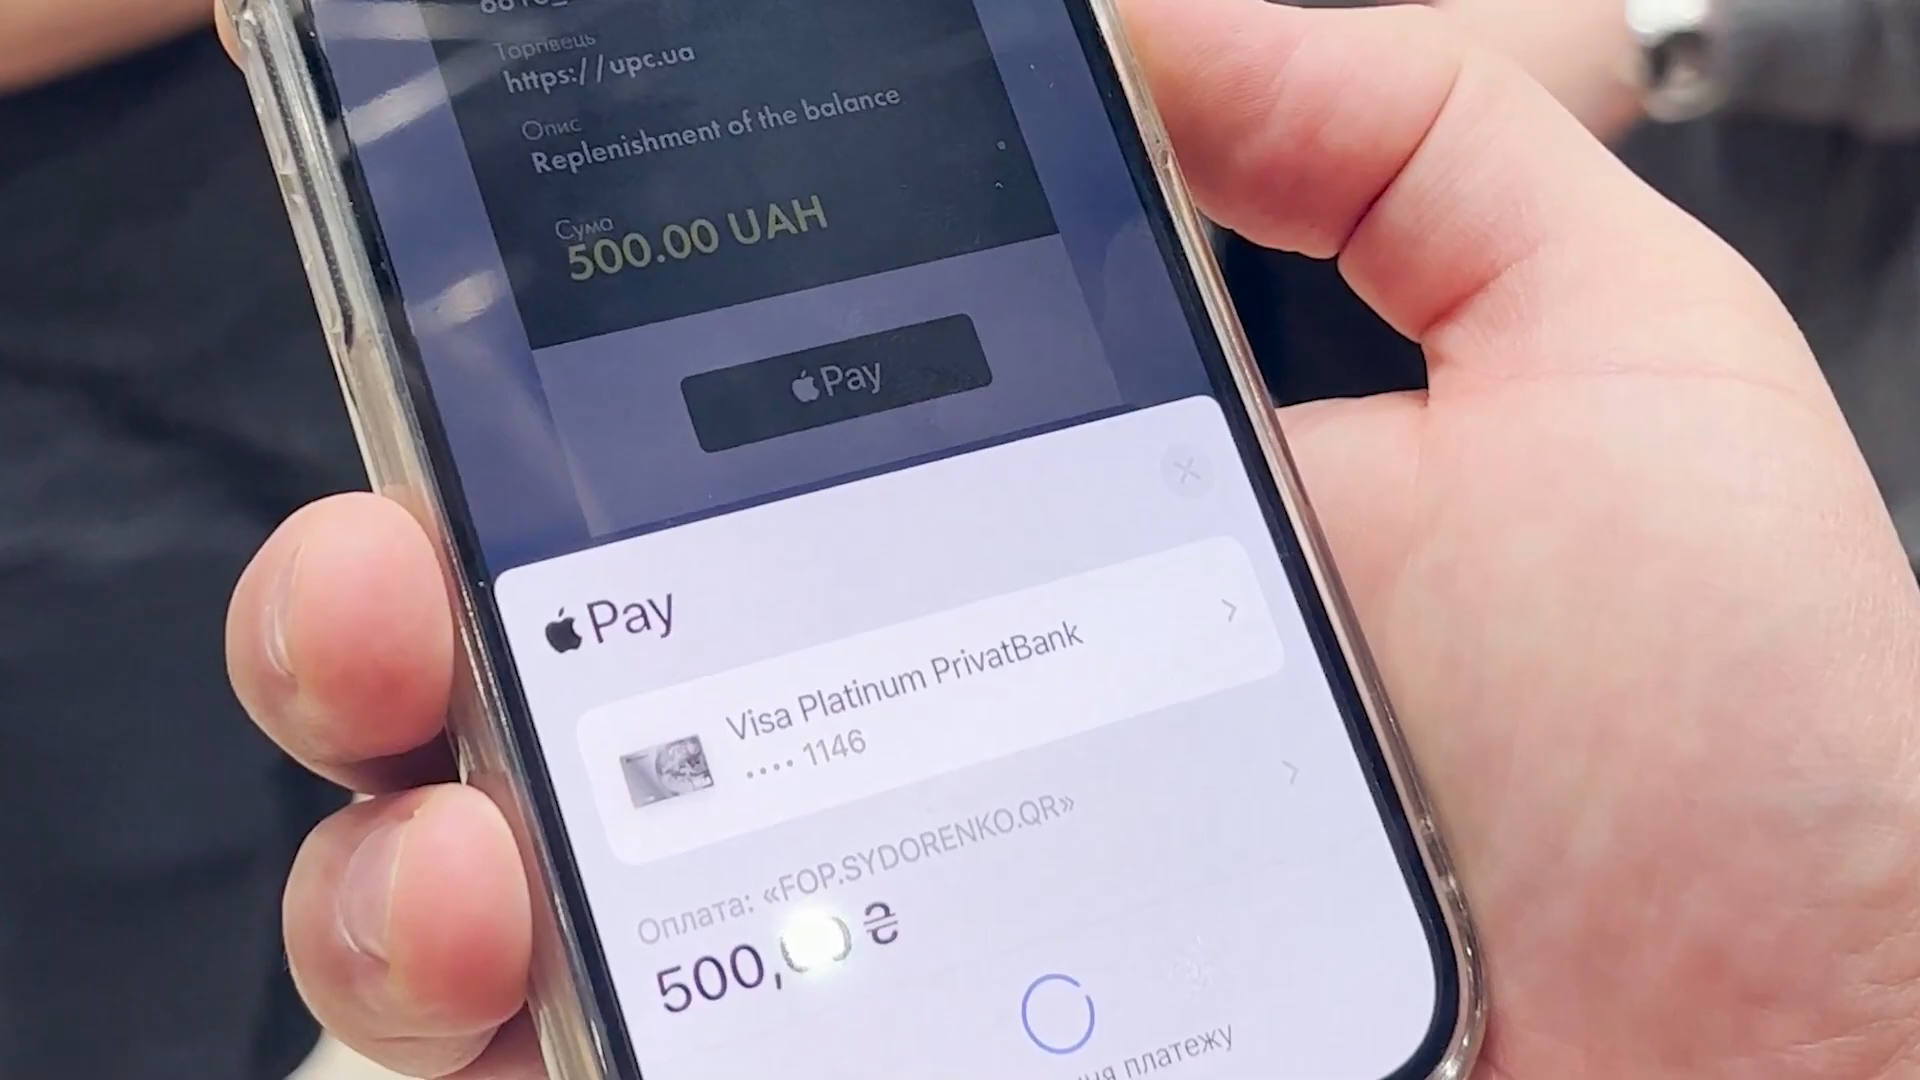 Торгівець
https://upc.ua
Опис
Replenishment of the balance
Сума
500.00 UAH
Pay
Pay
Visa Platinum PrivatBank
•••• 1146
Оплата: «FOP.SYDORENKO.QR»
500, ₴
платежу